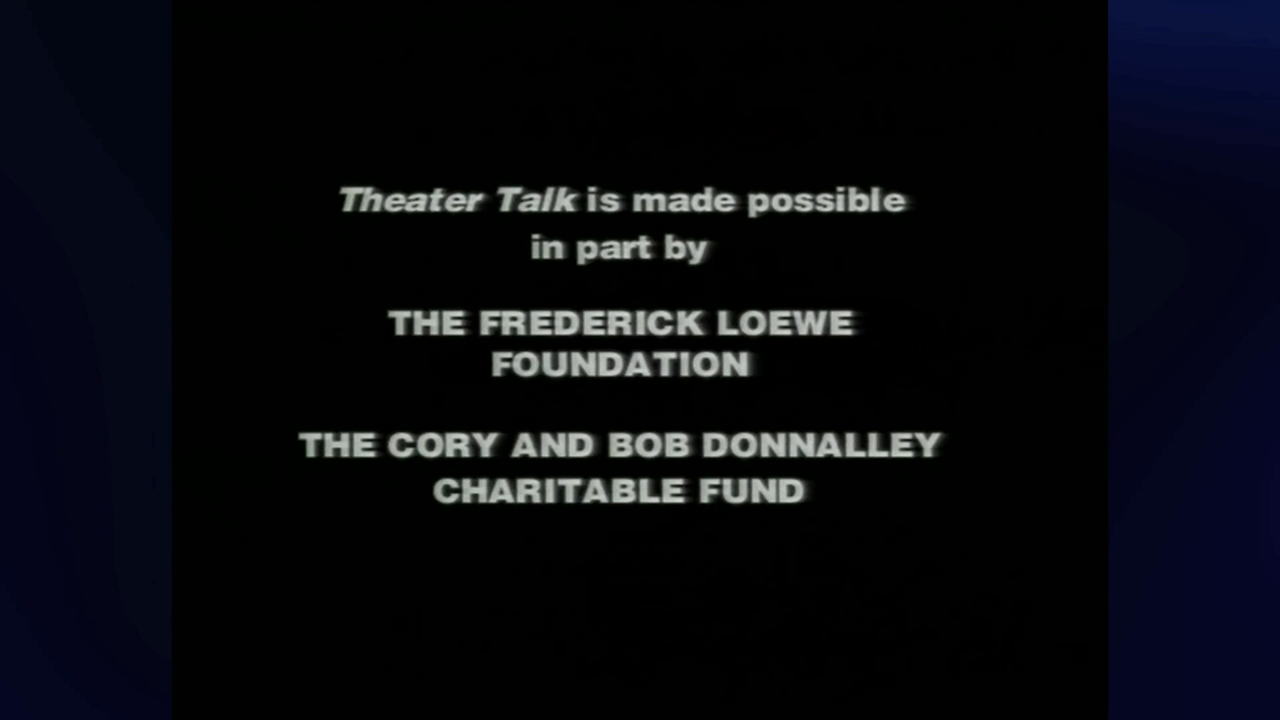 Theater Talk is made possible
in part by
THE FREDERICK LOEWE
FOUNDATION
THE CORY AND BOB DONNALLEY
CHARITABLE FUND